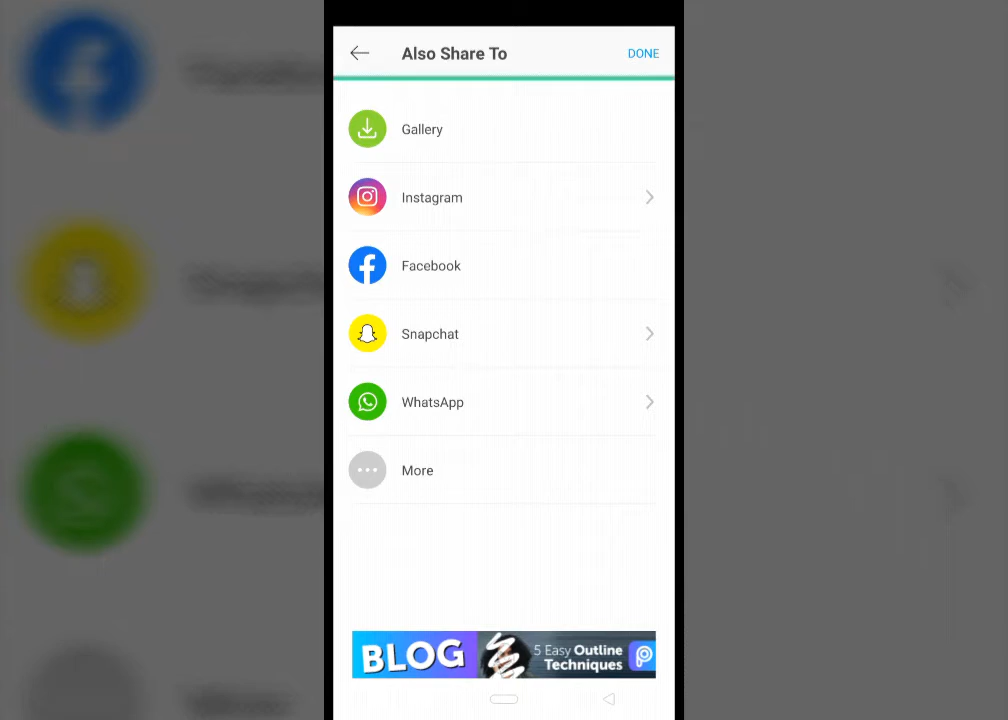 Also Share To
DONE
Gallery
Instagram
Facebook
Snapchat
WhatsApp
More
BLOG
5 Easy Outline
Techniques